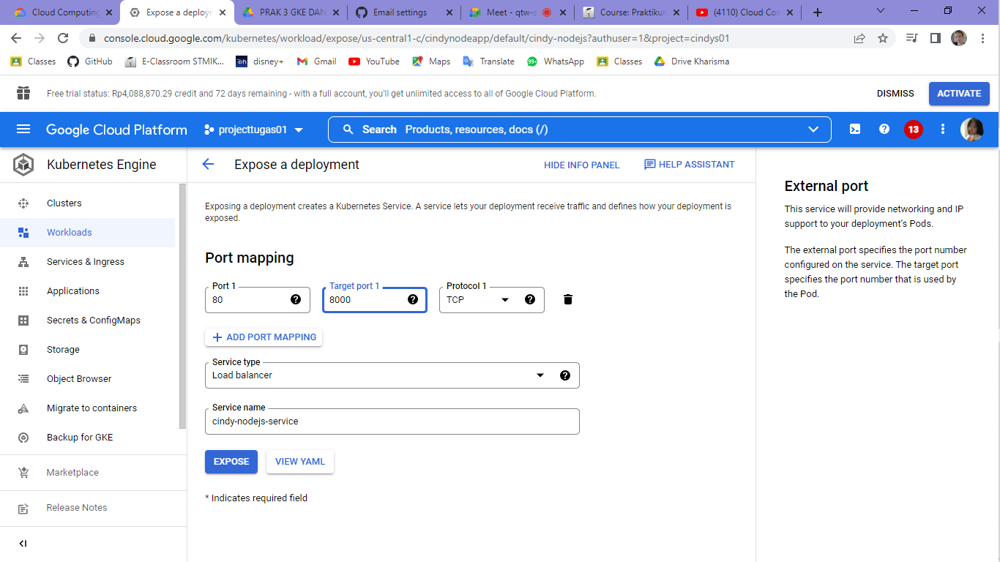 Cloud Computing
Expose a deploym
PRAK 3 GKE DAN
Email settings
Meet - qtw-s
Course: Praktikur
(4110) Cloud Con
console.cloud.google.com/kubernetes/workload/expose/us-central1-c/cindynodeapp/default/cindy-nodejs?authuser=1&project=cindys01
Classes
GitHub
E-Classroom STMIK...
disney+
Gmail
YouTube
Maps
Translate
WhatsApp
Classes
Drive Kharisma
Free trial status: Rp4,088,870.29 credit and 72 days remaining - with a full account, you'll get unlimited access to all of Google Cloud Platform.
DISMISS
ACTIVATE
Google Cloud Platform
projecttugas01
Search Products, resources, docs (/)
13
Kubernetes Engine
Clusters
Workloads
Services & Ingress
Applications
Secrets & ConfigMaps
Storage
Object Browser
Migrate to containers
Backup for GKE
Marketplace
Release Notes
Expose a deployment
HIDE INFO PANEL
HELP ASSISTANT
Exposing a deployment creates a Kubernetes Service. A service lets your deployment receive traffic and defines how your deployment is
exposed.
Port mapping
Port 1
80
Target port 1
8000
Protocol 1
TCP
ADD PORT MAPPING
Service type
Load balancer
Service name
cindy-nodejs-service
EXPOSE
VIEW YAML
* Indicates required field
External port
This service will provide networking and IP
support to your deployment's Pods.
The external port specifies the port number
configured on the service. The target port
specifies the port number that is used by
the Pod.